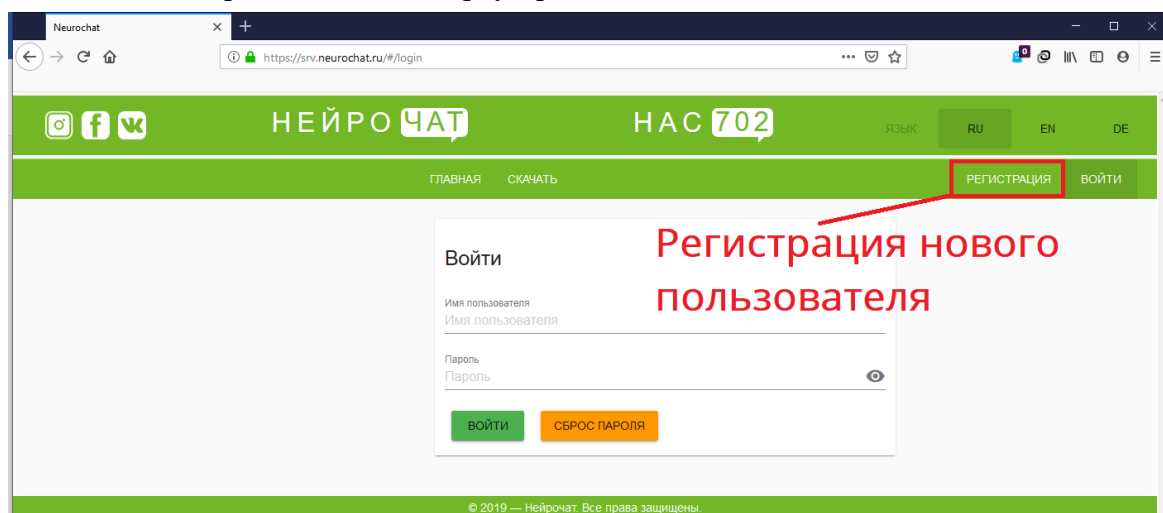 Neurochat
https://srv.neurochat.ru/#/login
0
НЕЙРО ЧАТ
НАС 702
ЯЗЫК:
RU
EN
DE
ГЛАВНАЯ
СКАЧАТЬ
РЕГИСТРАЦИЯ
ВОЙТИ
Регистрация нового
пользователя
Войти
Имя пользователя
Имя пользователя
Пароль
Пароль
ВОЙТИ
СБРОС ПАРОЛЯ
© 2019 — Нейрочат. Все права защищены.